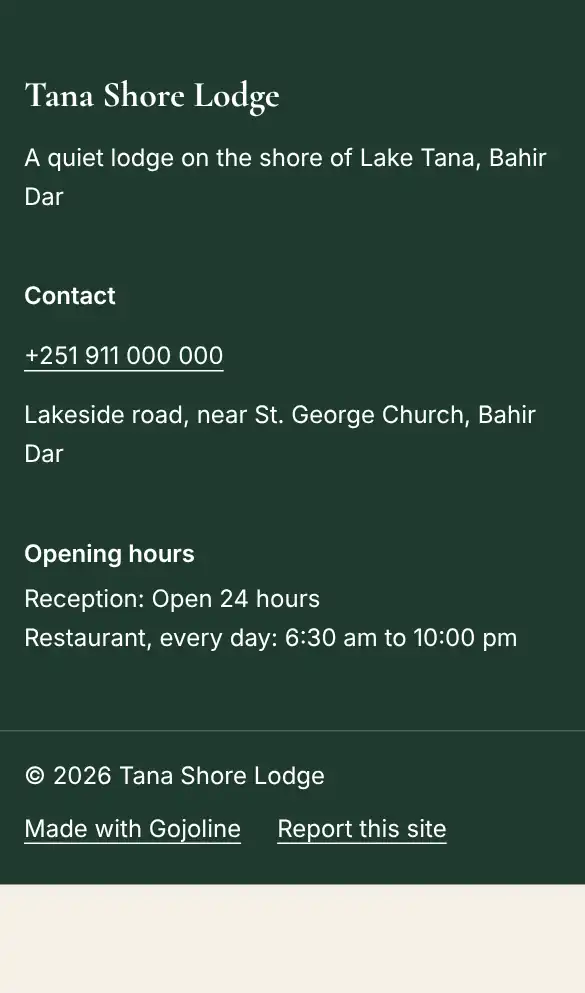 Tana Shore Lodge
A quiet lodge on the shore of Lake Tana, Bahir
Dar
Contact
+251 911 000 000
Lakeside road, near St. George Church, Bahir
Dar
Opening hours
Reception: Open 24 hours
Restaurant, every day: 6:30 am to 10:00 pm
© 2026 Tana Shore Lodge
Made with Gojoline Report this site